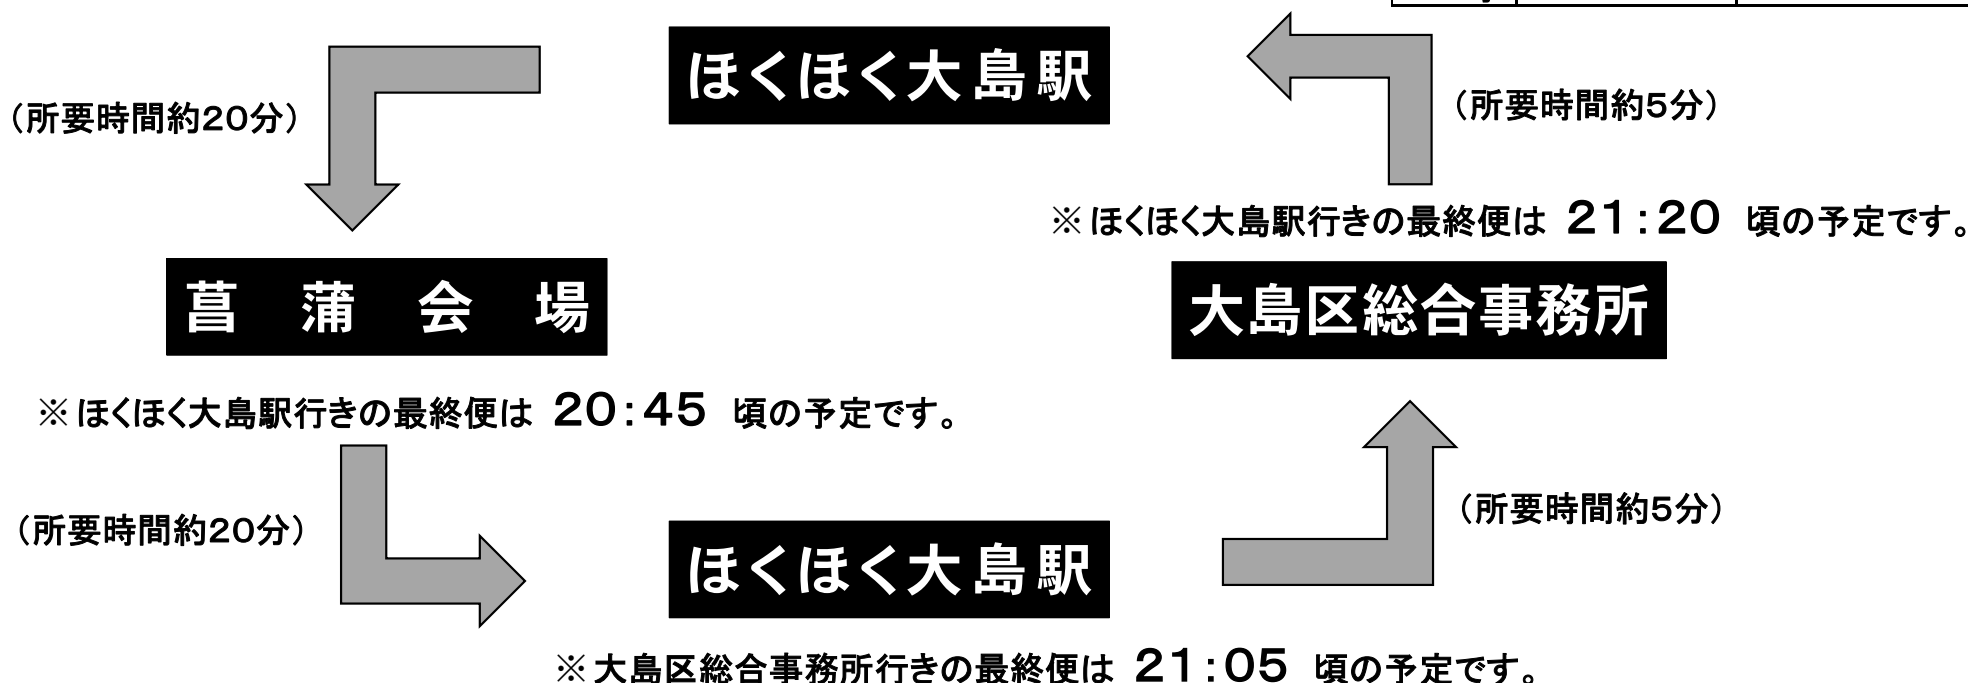 ほくほく大島駅
（所要時間約20分）
（所要時間約5分）
※ほくほく大島駅行きの最終便は 21：20 頃の予定です。
菖 蒲 会 場
大島区総合事務所
※ほくほく大島駅行きの最終便は 20：45 頃の予定です。
（所要時間約20分）
（所要時間約5分）
ほくほく大島駅
※大島区総合事務所行きの最終便は 21：05 頃の予定です。